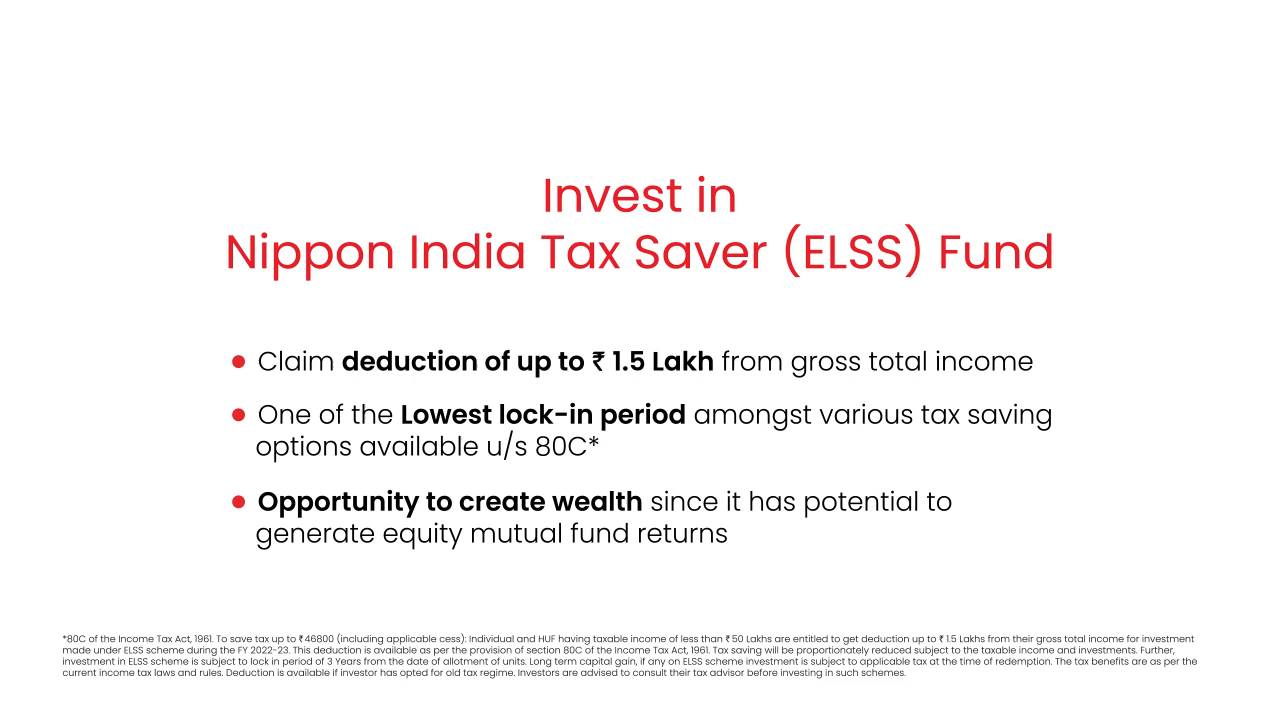 Invest in
Nippon India Tax Saver (ELSS) Fund
● Claim deduction of up to ₹ 1.5 Lakh from gross total income
● One of the Lowest lock-in period amongst various tax saving
options available u/s 80C*
● Opportunity to create wealth since it has potential to
generate equity mutual fund returns
*80C of the Income Tax Act, 1961. To save tax up to ₹46800 (including applicable cess): Individual and HUF having taxable income of less than ₹50 Lakhs are entitled to get deduction up to ₹ 1.5 Lakhs from their gross total income for investment
made under ELSS scheme during the FY 2022-23. This deduction is available as per the provision of section 80C of the Income Tax Act, 1961. Tax saving will be proportionately reduced subject to the taxable income and investments. Further,
investment in ELSS scheme is subject to lock in period of 3 Years from the date of allotment of units. Long term capital gain, if any on ELSS scheme investment is subject to applicable tax at the time of redemption. The tax benefits are as per the
current income tax laws and rules. Deduction is available if investor has opted for old tax regime. Investors are advised to consult their tax advisor before investing in such schemes.